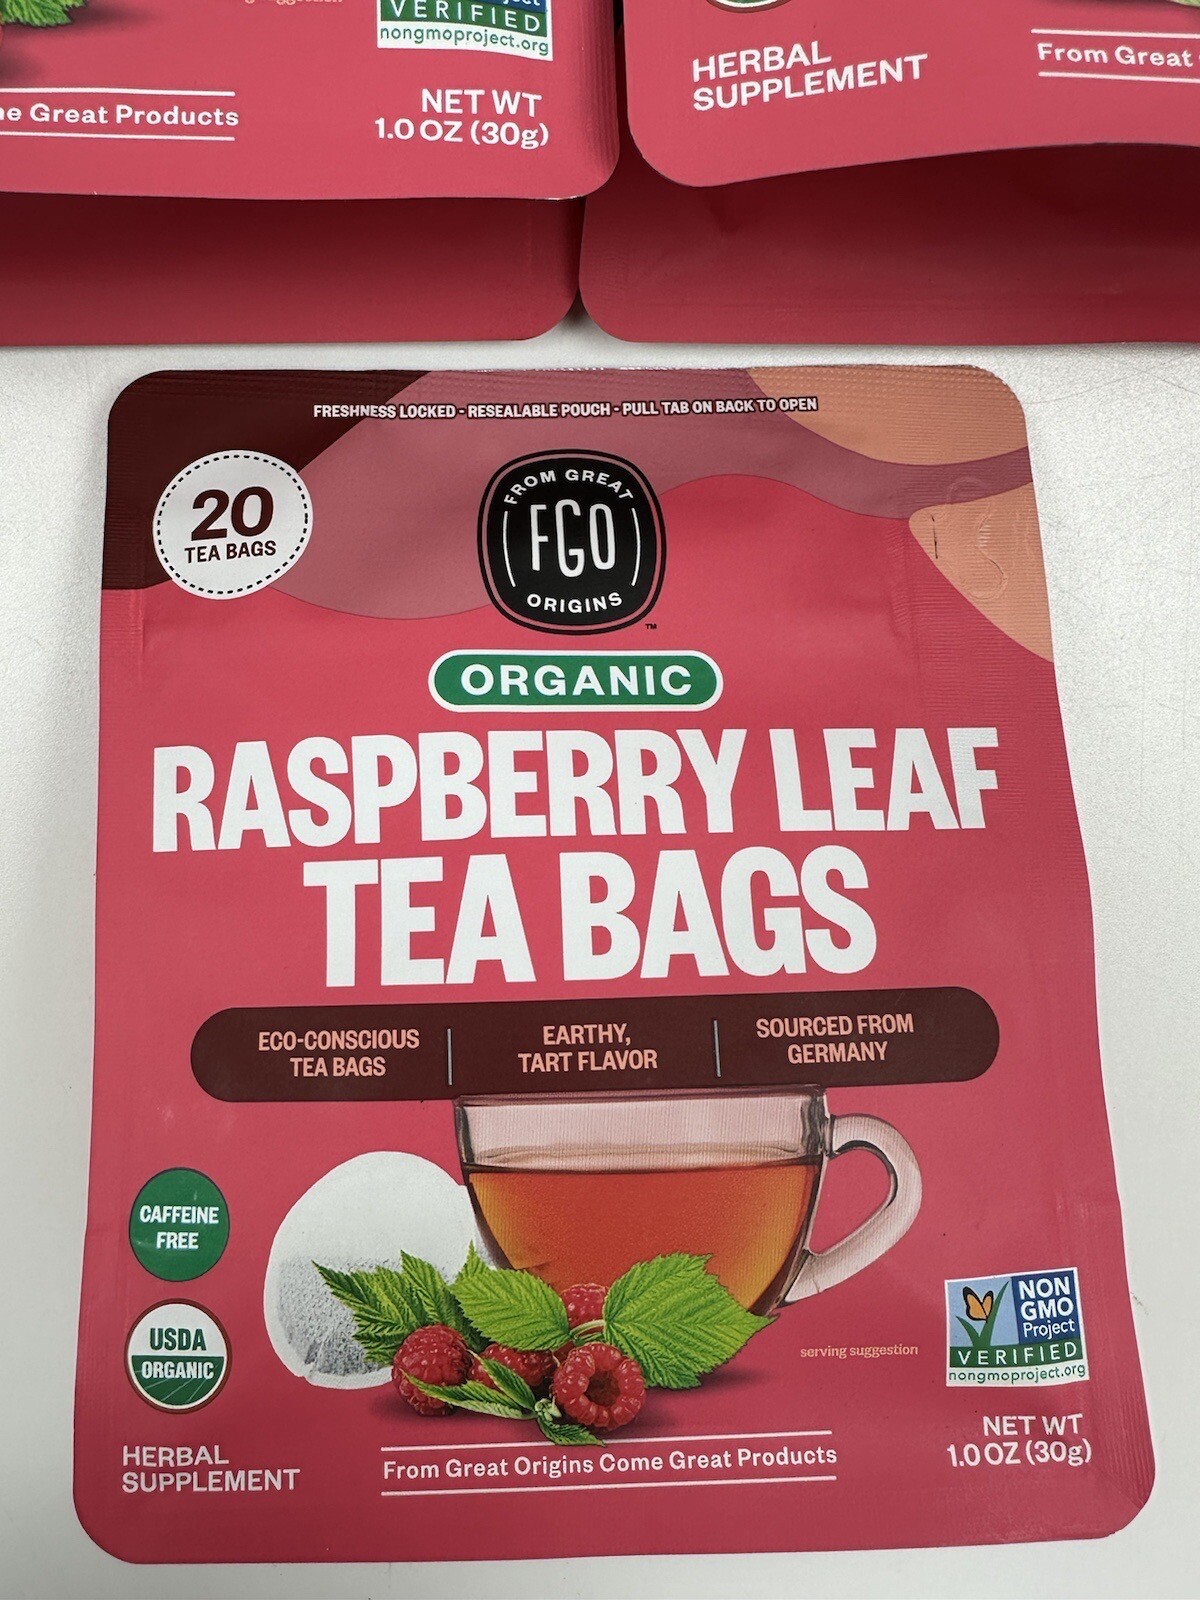 VERIFIED
nongmoproject.org
Great Products
NET WT
1.0 OZ (30g)
HERBAL
SUPPLEMENT
From Great
FRESHNESS LOCKED - RESEALABLE POUCH - PULL TAB ON BACK TO OPEN
20
TEA BAGS
FROM GREAT
FGO
ORIGINS
TM
ORGANIC
RASPBERRY LEAF
TEA BAGS
ECO-CONSCIOUS
TEA BAGS
EARTHY,
TART FLAVOR
SOURCED FROM
GERMANY
CAFFEINE
FREE
USDA
ORGANIC
NON
GMO
Project
VERIFIED
nongmoproject.org
serving suggestion
HERBAL
SUPPLEMENT
From Great Origins Come Great Products
NET WT
1.0 OZ (30g)